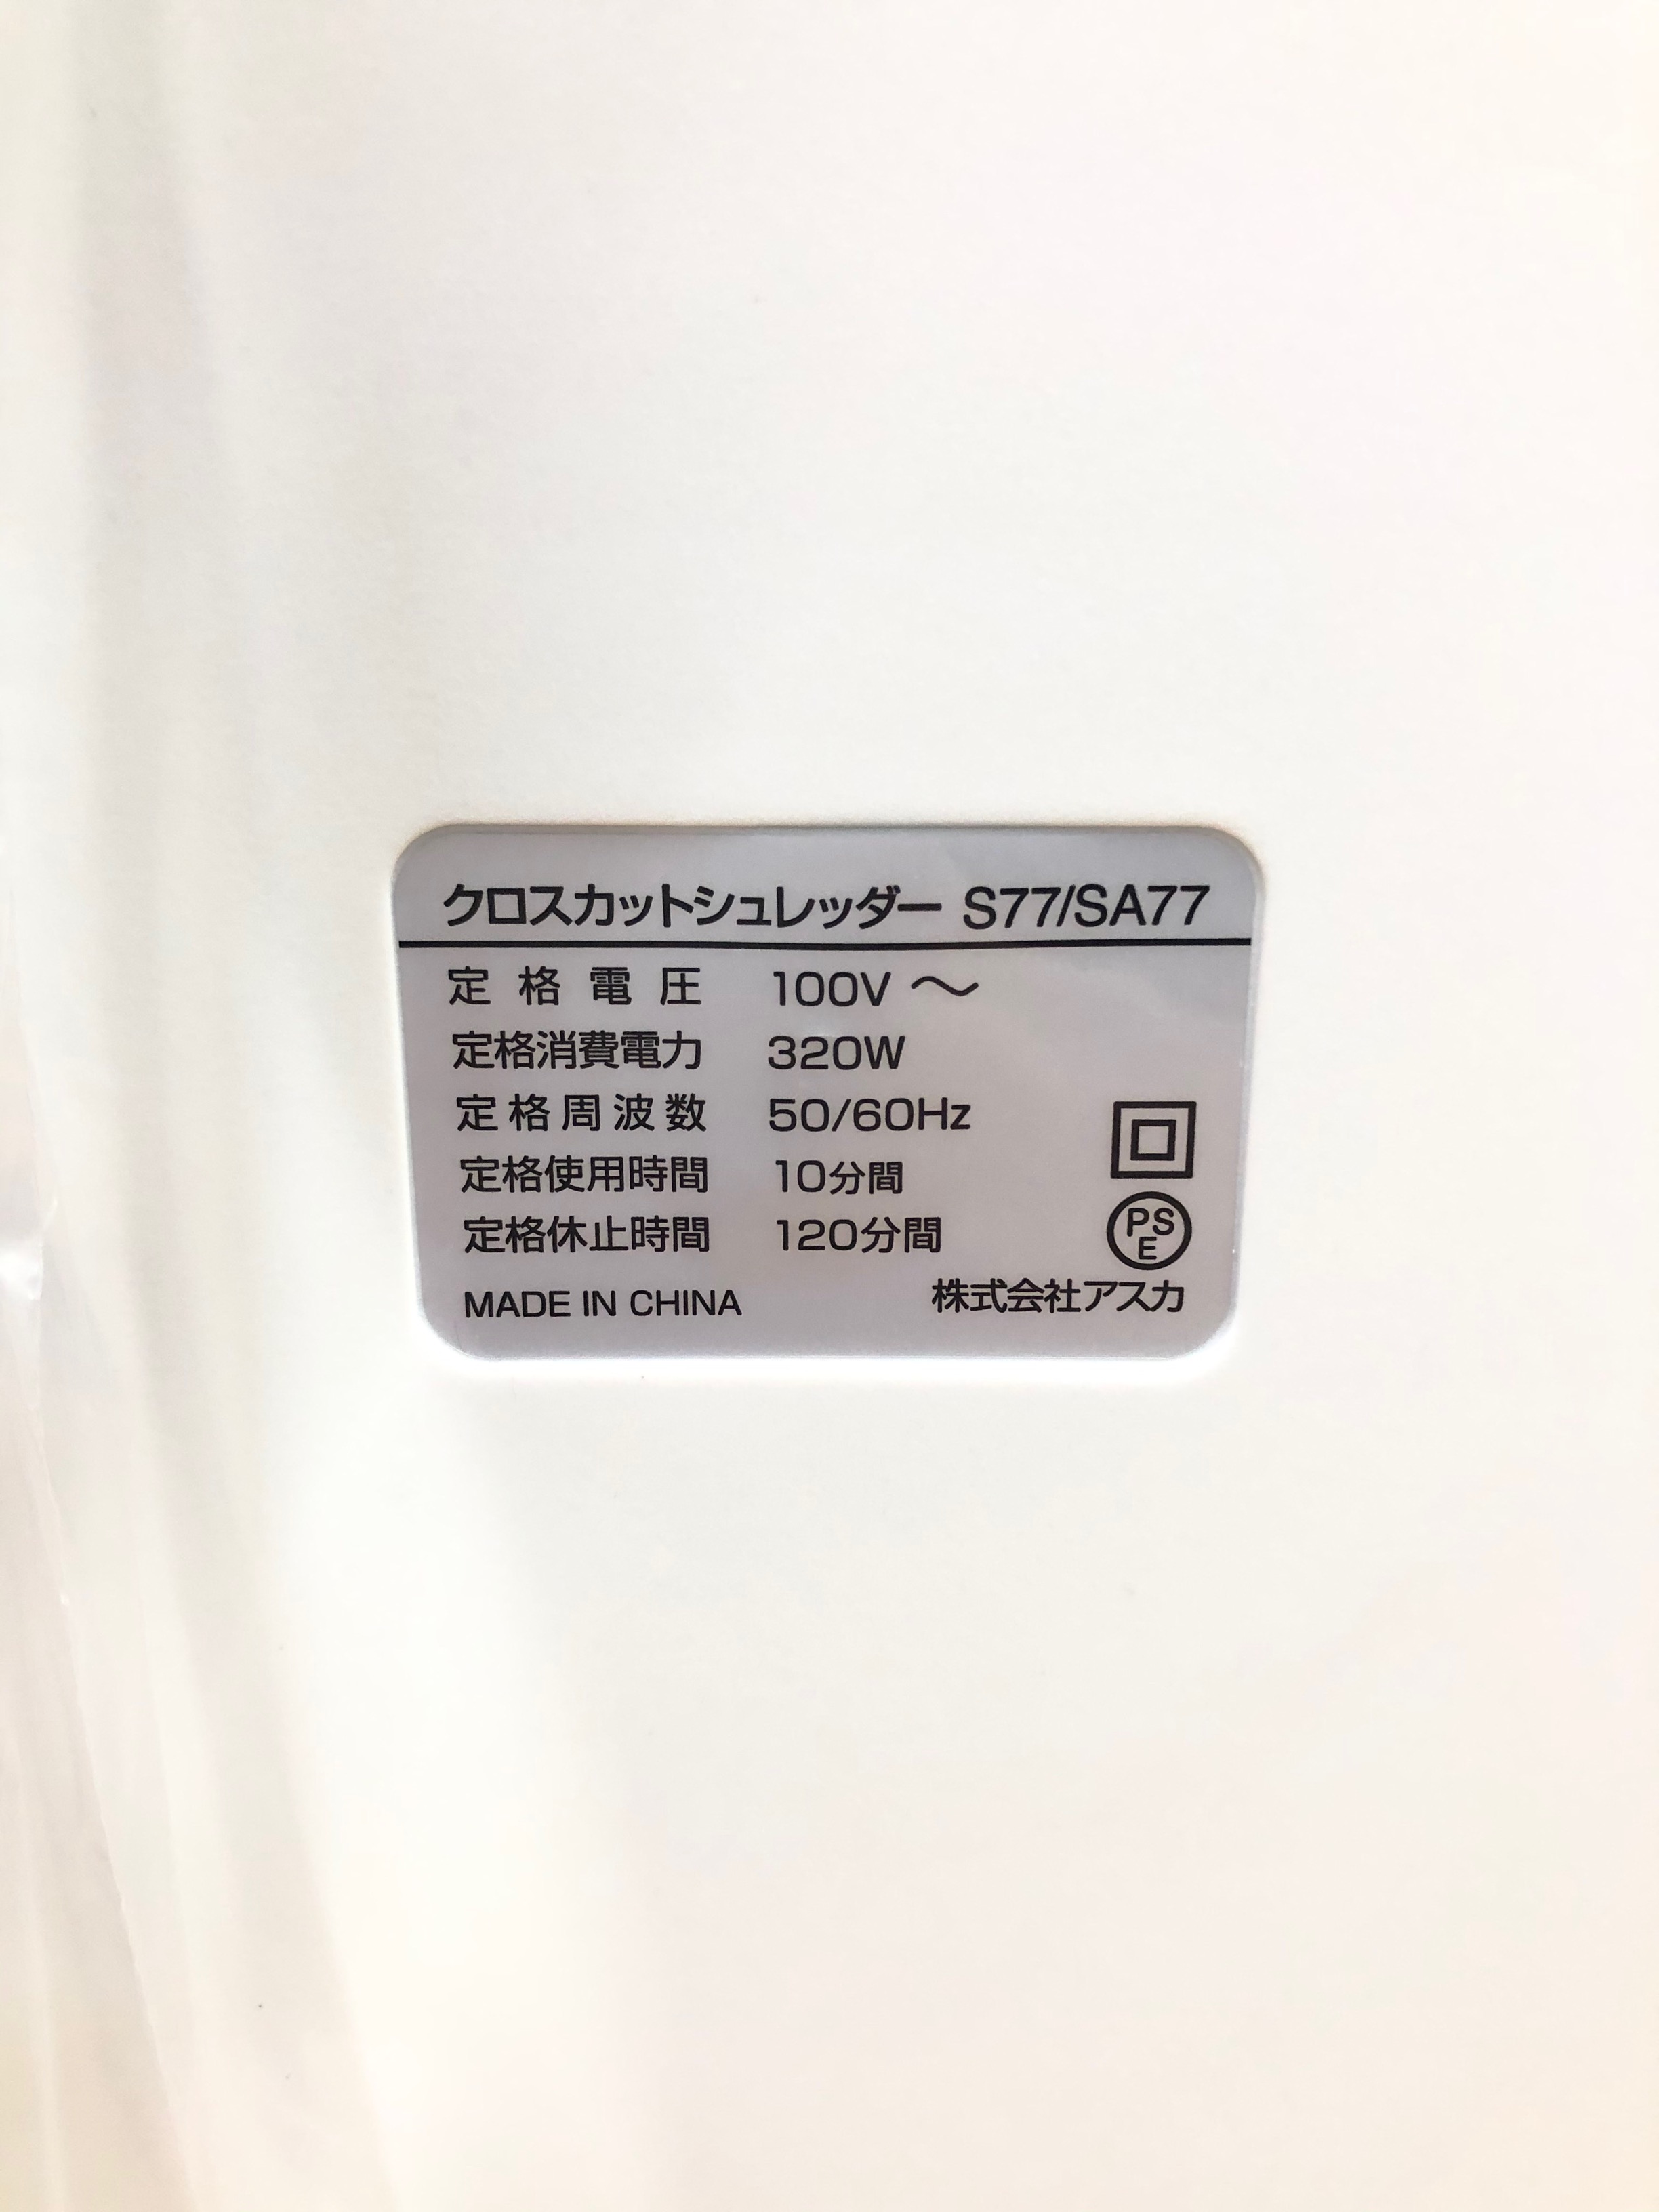 クロスカットシュレッダー S77/SA77
定格電圧 100V ～
定格消費電力 320W
定格周波数 50/60Hz
定格使用時間 10分間
定格休止時間 120分間
PS
E
MADE IN CHINA 株式会社アスカ